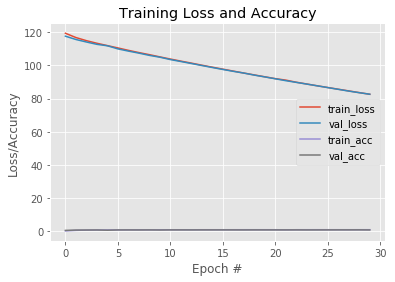 Training Loss and Accuracy
120
100
80
60
40
20
0
Loss/Accuracy
train_loss
val_loss
train_acc
val_acc
0 5 10 15 20 25 30
Epoch #